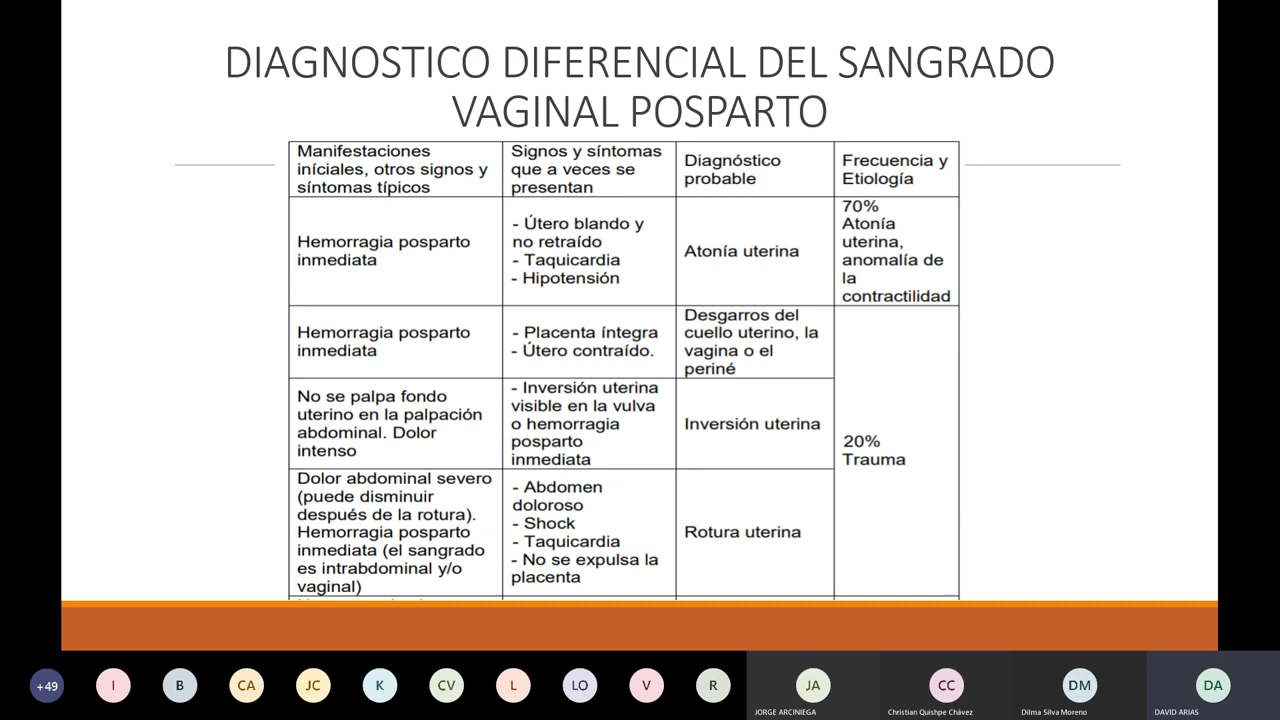 DIAGNOSTICO DIFERENCIAL DEL SANGRADO
VAGINAL POSPARTO
Manifestaciones
iníciales, otros signos y
síntomas típicos
Signos y síntomas
que a veces se
presentan
Diagnóstico
probable
Frecuencia y
Etiología
Hemorragia posparto
inmediata
- Útero blando y
no retraído
- Taquicardia
- Hipotensión
Atonía uterina
70%
Atonía
uterina,
anomalía de
la
contractilidad
Hemorragia posparto
inmediata
- Placenta íntegra
- Útero contraído.
Desgarros del
cuello uterino, la
vagina o el
periné
No se palpa fondo
uterino en la palpación
abdominal. Dolor
intenso
- Inversión uterina
visible en la vulva
o hemorragia
posparto
inmediata
Inversión uterina
20%
Trauma
Dolor abdominal severo
(puede disminuir
después de la rotura).
Hemorragia posparto
inmediata (el sangrado
es intrabdominal y/o
vaginal)
- Abdomen
doloroso
- Shock
- Taquicardia
- No se expulsa la
placenta
Rotura uterina
+49
I
B
CA
JC
K
CV
L
LO
V
R
JA
JORGE ARCINIEGA
CC
Christian Quishpe Chávez
DM
Dilma Silva Moreno
DA
DAVID ARIAS